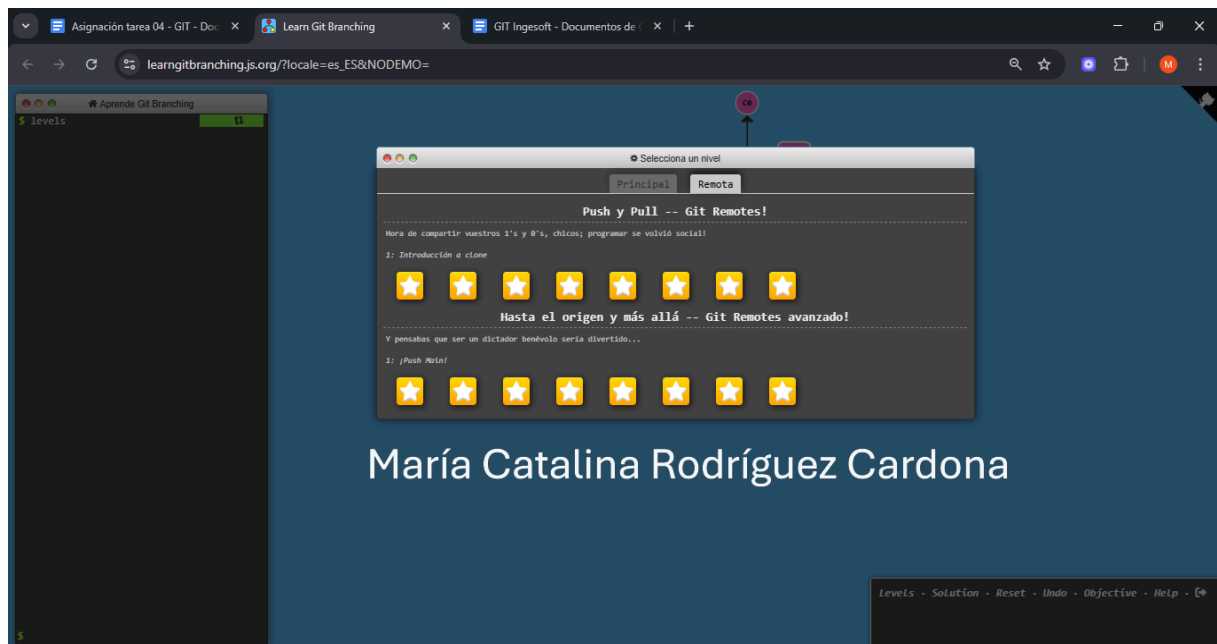 Asignación tarea 04 - GIT - Doc
Learn Git Branching
GIT Ingesoft - Documentos de
learngitbranching.js.org/?locale=es_ES&NODEMO=
M
Aprende Git Branching
$ levels
C0
Selecciona un nivel
Principal
Remota
Push y Pull -- Git Remotes!
Hora de compartir vuestros 1's y 0's, chicos; programar se volvió social!
1: Introducción a clone
Hasta el origen y más allá -- Git Remotes avanzado!
Y pensabas que ser un dictador benévolo sería divertido...
1: ¡Push Main!
María Catalina Rodríguez Cardona
Levels - Solution - Reset - Undo - Objective - Help -
$